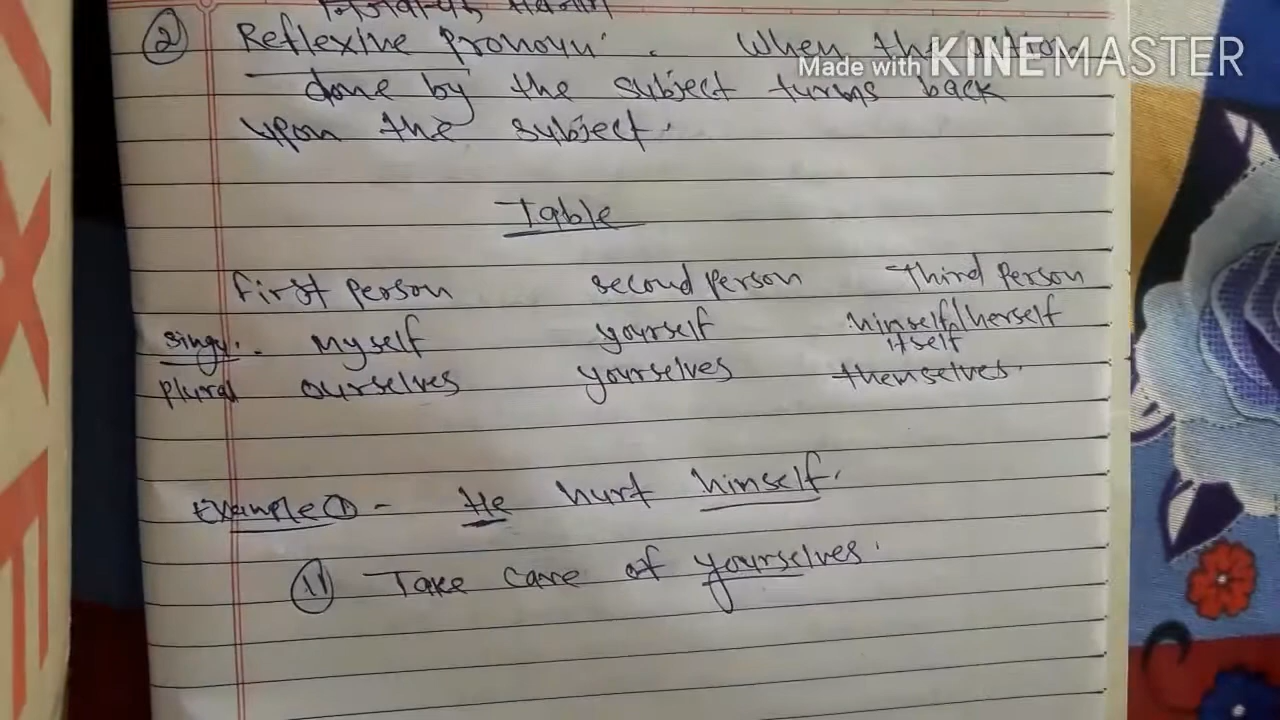 ② Reflexive Pronoun. When the action
done by the subject turns back
upon the subject.
Made with KINEMASTER
Table
First person second person Third Person
singu. - Myself yourself himself/herself
itself
plural ourselves yourselves themselves.
Example ① - He hurt himself.
⑪ Take care of yourselves.